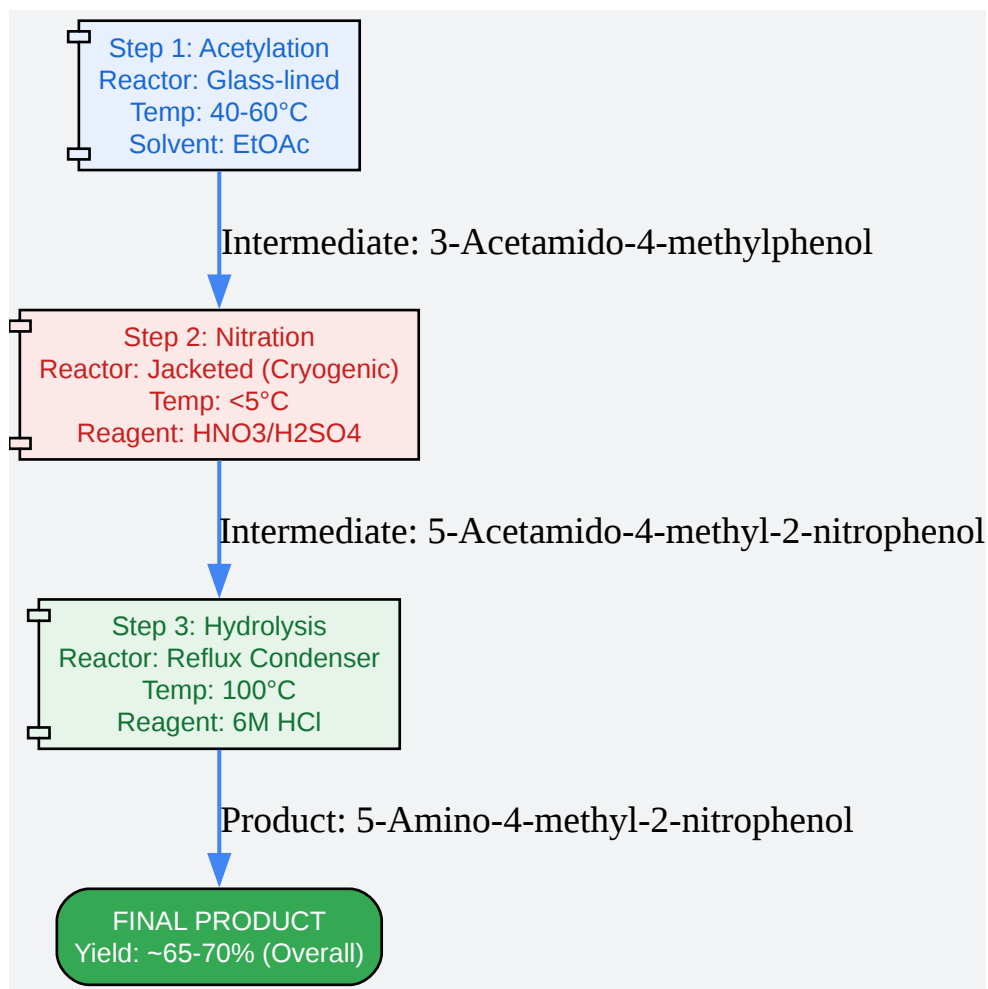 Step 1: Acetylation
Reactor: Glass-lined
Temp: 40-60°C
Solvent: EtOAc
Intermediate: 3-Acetamido-4-methylphenol
Step 2: Nitration
Reactor: Jacketed (Cryogenic)
Temp: <5°C
Reagent: HNO3/H2SO4
Intermediate: 5-Acetamido-4-methyl-2-nitrophenol
Step 3: Hydrolysis
Reactor: Reflux Condenser
Temp: 100°C
Reagent: 6M HCl
Product: 5-Amino-4-methyl-2-nitrophenol
FINAL PRODUCT
Yield: ~65-70% (Overall)